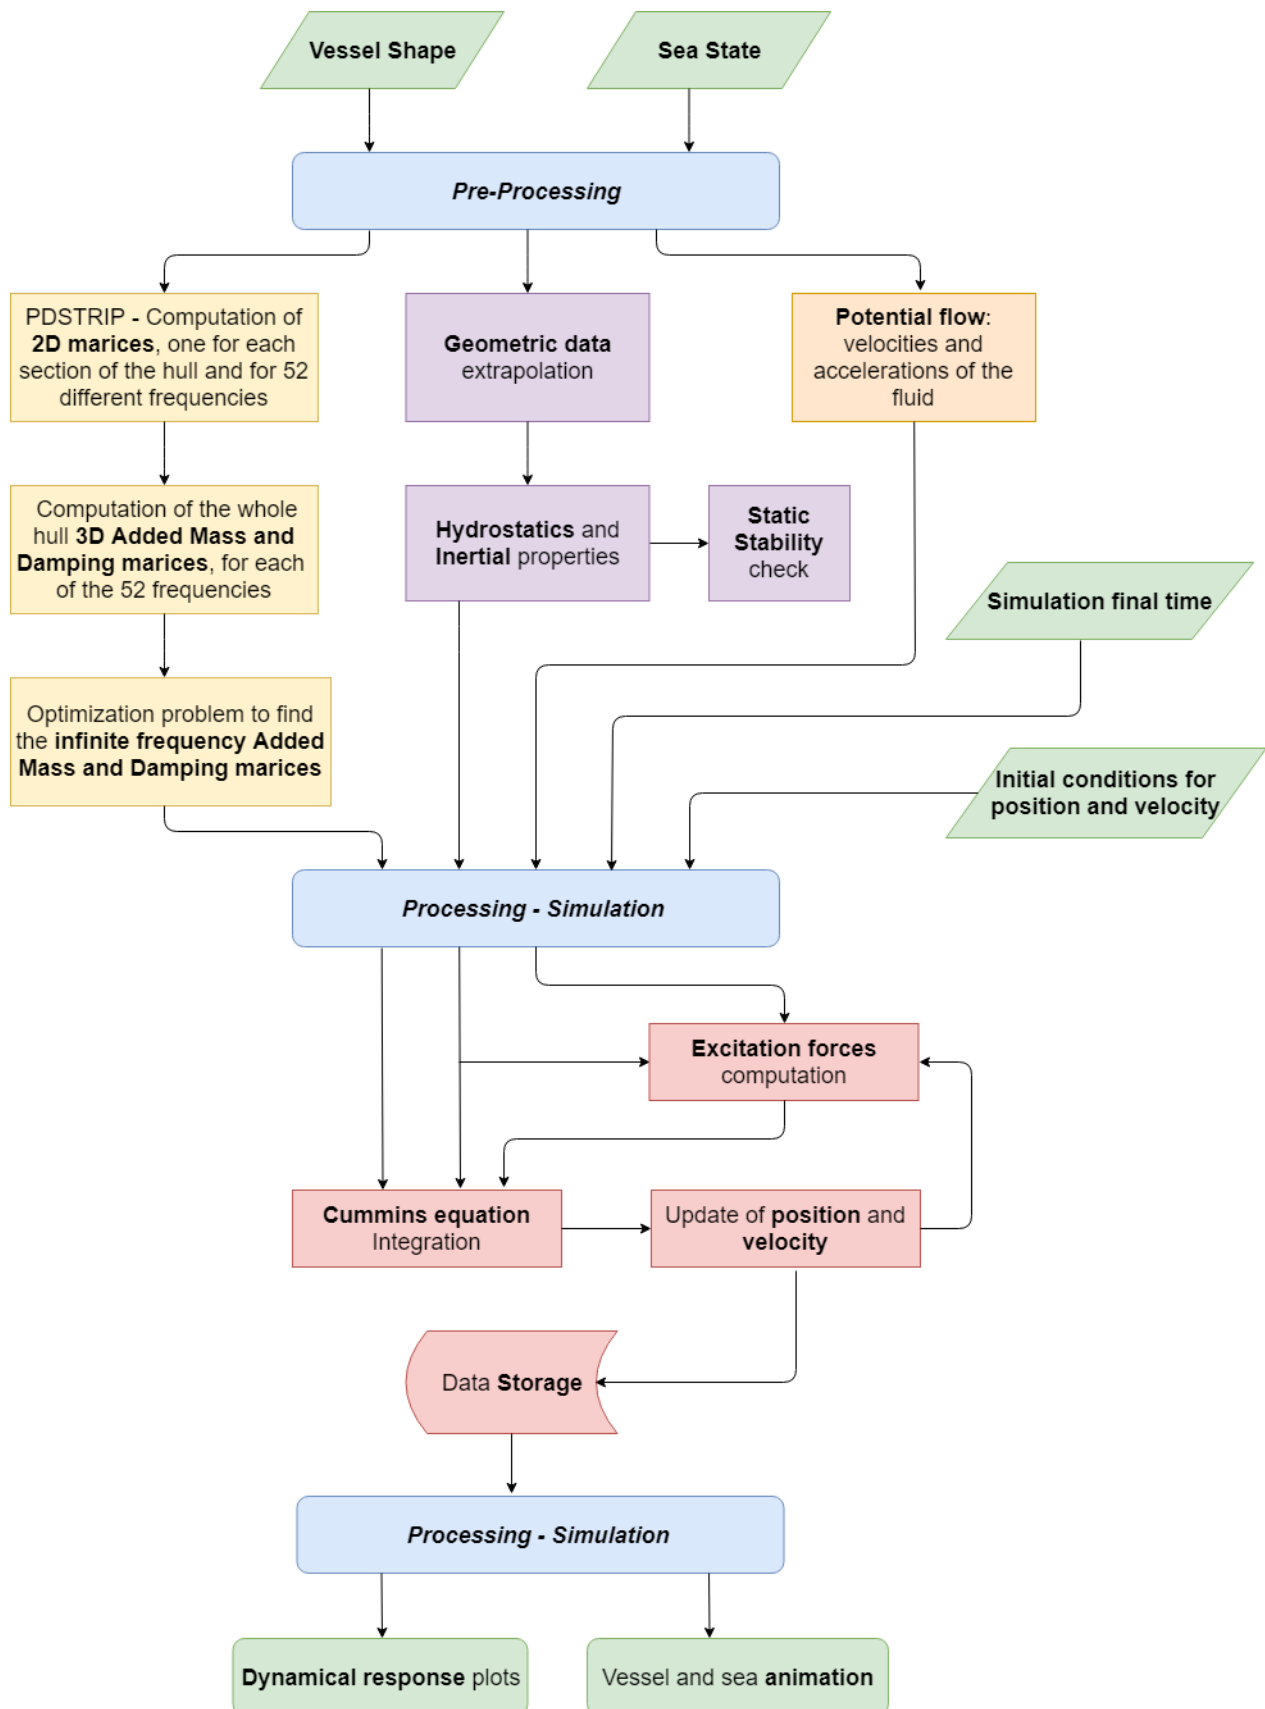 Vessel Shape
Sea State
Pre-Processing
PDSTRIP - Computation of
2D marices, one for each
section of the hull and for 52
different frequencies
Geometric data
extrapolation
Potential flow:
velocities and
accelerations of the
fluid
Computation of the whole
hull 3D Added Mass and
Damping marices, for each
of the 52 frequencies
Hydrostatics and
Inertial properties
Static
Stability
check
Simulation final time
Optimization problem to find
the infinite frequency Added
Mass and Damping marices
Initial conditions for
position and velocity
Processing - Simulation
Excitation forces
computation
Cummins equation
Integration
Update of position and
velocity
Data Storage
Processing - Simulation
Dynamical response plots
Vessel and sea animation